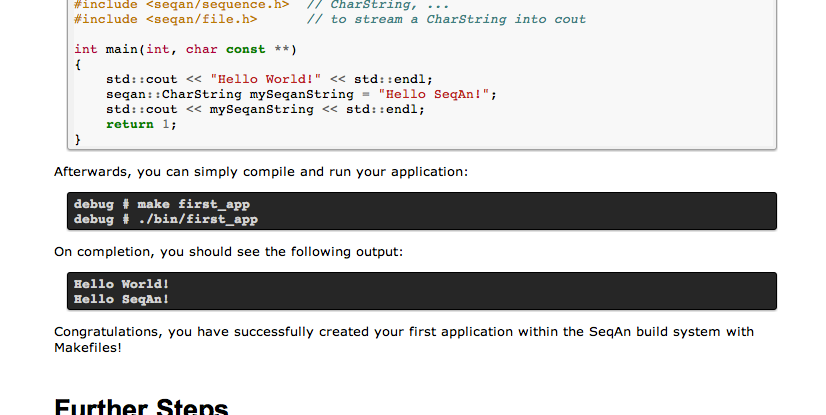 #include <seqan/sequence.h>  // CharString, ...
#include <seqan/file.h>      // to stream a CharString into cout
int main(int, char const **)
{
    std::cout << "Hello World!" << std::endl;
    seqan::CharString mySeqanString = "Hello SeqAn!";
    std::cout << mySeqanString << std::endl;
    return 1;
}
Afterwards, you can simply compile and run your application:
debug # make first_app
debug # ./bin/first_app
On completion, you should see the following output:
Hello World!
Hello SeqAn!
Congratulations, you have successfully created your first application within the SeqAn build system with
Makefiles!
Further Steps